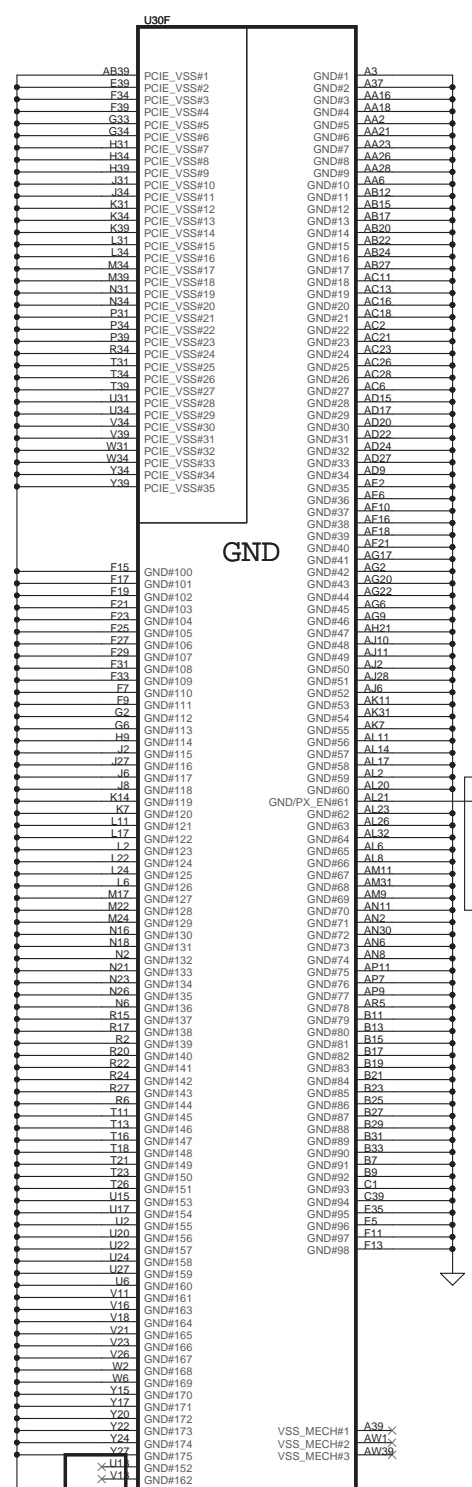 U30F
AB39 PCIE_VSS#1
E39 PCIE_VSS#2
F34 PCIE_VSS#3
F39 PCIE_VSS#4
G33 PCIE_VSS#5
G34 PCIE_VSS#6
H31 PCIE_VSS#7
H34 PCIE_VSS#8
H39 PCIE_VSS#9
J31 PCIE_VSS#10
J34 PCIE_VSS#11
K31 PCIE_VSS#12
K34 PCIE_VSS#13
K39 PCIE_VSS#14
L31 PCIE_VSS#15
L34 PCIE_VSS#16
M34 PCIE_VSS#17
M39 PCIE_VSS#18
N31 PCIE_VSS#19
N34 PCIE_VSS#20
P31 PCIE_VSS#21
P34 PCIE_VSS#22
P39 PCIE_VSS#23
R34 PCIE_VSS#24
T31 PCIE_VSS#25
T34 PCIE_VSS#26
T39 PCIE_VSS#27
U31 PCIE_VSS#28
U34 PCIE_VSS#29
V34 PCIE_VSS#30
V39 PCIE_VSS#31
W31 PCIE_VSS#32
W34 PCIE_VSS#33
Y34 PCIE_VSS#34
Y39 PCIE_VSS#35
GND
F15 GND#100
F17 GND#101
F19 GND#102
F21 GND#103
F23 GND#104
F25 GND#105
F27 GND#106
F29 GND#107
F31 GND#108
F33 GND#109
F7 GND#110
F9 GND#111
G2 GND#112
G6 GND#113
H9 GND#114
J2 GND#115
J27 GND#116
J6 GND#117
J8 GND#118
K14 GND#119
K7 GND#120
L11 GND#121
L17 GND#122
L2 GND#123
L22 GND#124
L24 GND#125
L6 GND#126
M17 GND#127
M22 GND#128
M24 GND#129
N16 GND#130
N18 GND#131
N2 GND#132
N21 GND#133
N23 GND#134
N26 GND#135
N6 GND#136
R15 GND#137
R17 GND#138
R2 GND#139
R20 GND#140
R22 GND#141
R24 GND#142
R27 GND#143
R6 GND#144
T11 GND#145
T13 GND#146
T16 GND#147
T18 GND#148
T21 GND#149
T23 GND#150
T26 GND#151
U15 GND#153
U17 GND#154
U2 GND#155
U20 GND#156
U22 GND#157
U24 GND#158
U27 GND#159
U6 GND#160
V11 GND#161
V16 GND#163
V18 GND#164
V21 GND#165
V23 GND#166
V26 GND#167
W2 GND#168
W6 GND#169
Y15 GND#170
Y17 GND#171
Y20 GND#172
Y22 GND#173
Y24 GND#174
Y27 GND#175
U13 GND#152
V13 GND#162
GND#1 A3
GND#2 A37
GND#3 AA16
GND#4 AA18
GND#5 AA2
GND#6 AA21
GND#7 AA23
GND#8 AA26
GND#9 AA28
GND#10 AA6
GND#11 AB12
GND#12 AB15
GND#13 AB17
GND#14 AB20
GND#15 AB22
GND#16 AB24
GND#17 AB27
GND#18 AC11
GND#19 AC13
GND#20 AC16
GND#21 AC18
GND#22 AC2
GND#23 AC21
GND#24 AC23
GND#25 AC26
GND#26 AC28
GND#27 AC6
GND#28 AD15
GND#29 AD17
GND#30 AD20
GND#31 AD22
GND#32 AD24
GND#33 AD27
GND#34 AD9
GND#35 AE2
GND#36 AE6
GND#37 AF10
GND#38 AF16
GND#39 AF18
GND#40 AF21
GND#41 AG17
GND#42 AG2
GND#43 AG20
GND#44 AG22
GND#45 AG6
GND#46 AG9
GND#47 AH21
GND#48 AJ10
GND#49 AJ11
GND#50 AJ2
GND#51 AJ28
GND#52 AJ6
GND#53 AK11
GND#54 AK31
GND#55 AK7
GND#56 AL11
GND#57 AL14
GND#58 AL17
GND#59 AL2
GND#60 AL20
GND/PX_EN#61 AL21
GND#62 AL23
GND#63 AL26
GND#64 AL32
GND#65 AL6
GND#66 AL8
GND#67 AM11
GND#68 AM31
GND#69 AM9
GND#70 AN11
GND#71 AN2
GND#72 AN30
GND#73 AN6
GND#74 AN8
GND#75 AP11
GND#76 AP7
GND#77 AP9
GND#78 AR5
GND#79 B11
GND#80 B13
GND#81 B15
GND#82 B17
GND#83 B19
GND#84 B21
GND#85 B23
GND#86 B25
GND#87 B27
GND#88 B29
GND#89 B31
GND#90 B33
GND#91 B7
GND#92 B9
GND#93 C1
GND#94 C39
GND#95 E35
GND#96 E5
GND#97 F11
GND#98 F13
VSS_MECH#1 A39
VSS_MECH#2 AW1
VSS_MECH#3 AW39